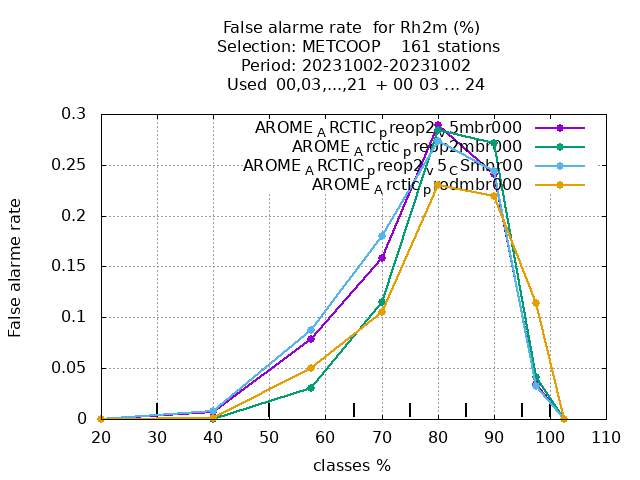 False alarme rate  for Rh2m (%)
Selection: METCOOP    161 stations
Period: 20231002-20231002
Used  00,03,...,21  + 00 03 ... 24
AROME_ARCTIC_preop2_v5mbr000
AROME_Arctic_preop2mbr000
AROME_ARCTIC_preop2_v5_CSmbr00
AROME_Arctic_prodmbr000
False alarme rate
0.3
0.25
0.2
0.15
0.1
0.05
0
20 30 40 50 60 70 80 90 100 110
classes %